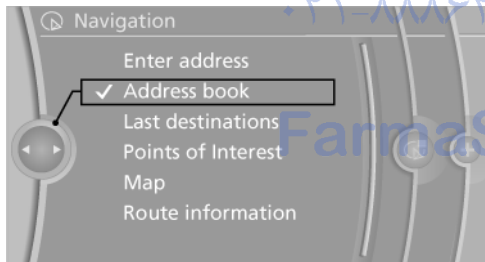 Navigation
Enter address
✓ Address book
Last destinations
Points of Interest
Map
Route information